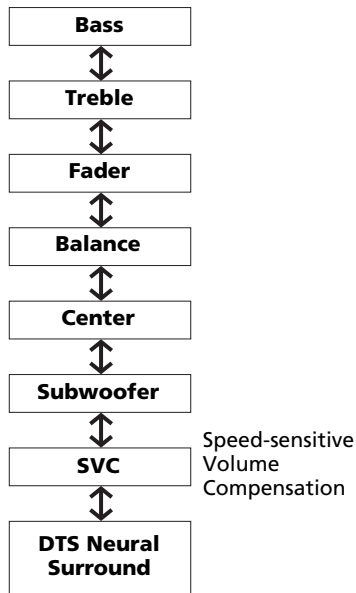 Bass
Treble
Fader
Balance
Center
Subwoofer
SVC
Speed-sensitive
Volume
Compensation
DTS Neural
Surround